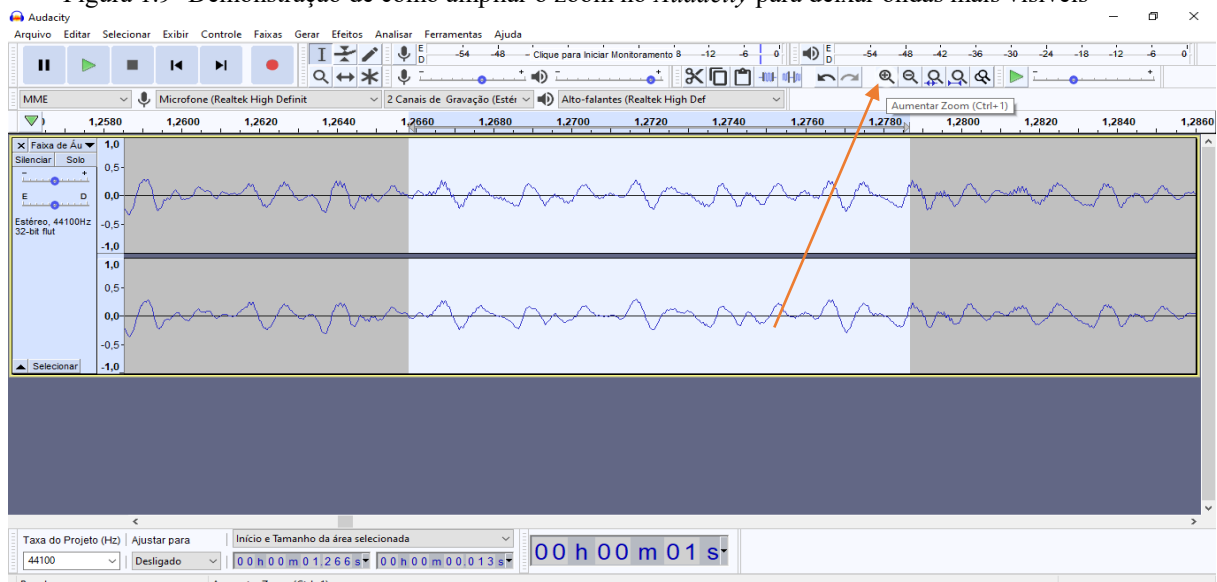 Figura 1.9- Demonstração de como ampliar o zoom no Audacity para deixar ondas mais visíveis
Audacity
Arquivo Editar Selecionar Exibir Controle Faixas Gerar Efeitos Analisar Ferramentas Ajuda
E D -54 -48 - Clique para Iniciar Monitoramento 8 -12 -6 0 E D -54 -48 -42 -36 -30 -24 -18 -12 -6 0
- + - + - +
MME Microfone (Realtek High Definit 2 Canais de Gravação (Estér Alto-falantes (Realtek High Def Aumentar Zoom (Ctrl+1)
1,2580 1,2600 1,2620 1,2640 1,2660 1,2680 1,2700 1,2720 1,2740 1,2760 1,2780 1,2800 1,2820 1,2840 1,2860
Faixa de Áu 1,0
Silenciar Solo 0,5
- +
E D 0,0
Estéreo, 44100Hz -0,5
32-bit flut
-1,0
1,0
0,5
0,0
-0,5
Selecionar -1,0
Taxa do Projeto (Hz) Ajustar para Início e Tamanho da área selecionada
44100 Desligado 00h00m01,266s 00h00m00,013s 00h00m01s